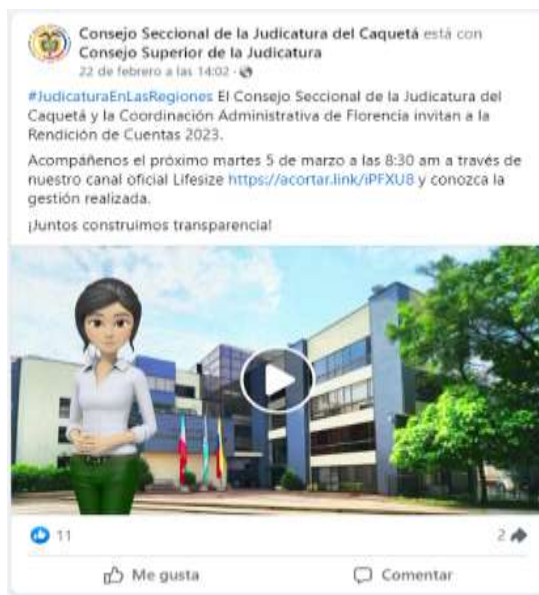 Consejo Seccional de la Judicatura del Caquetá está con
Consejo Superior de la Judicatura
22 de febrero a las 14:02 ·
#JudicaturaEnLasRegiones El Consejo Seccional de la Judicatura del
Caquetá y la Coordinación Administrativa de Florencia invitan a la
Rendición de Cuentas 2023.
Acompáñenos el próximo martes 5 de marzo a las 8:30 am a través de
nuestro canal oficial Lifesize https://acortar.link/iPFXU8 y conozca la
gestión realizada.
¡Juntos construimos transparencia!
11
2
Me gusta
Comentar